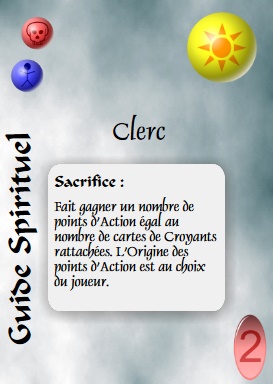 Clerc
Guide Spirituel
Sacrifice :
Fait gagner un nombre de
points d'Action égal au
nombre de cartes de Croyants
rattachées. L'Origine des
points d'Action est au choix
du joueur.
2